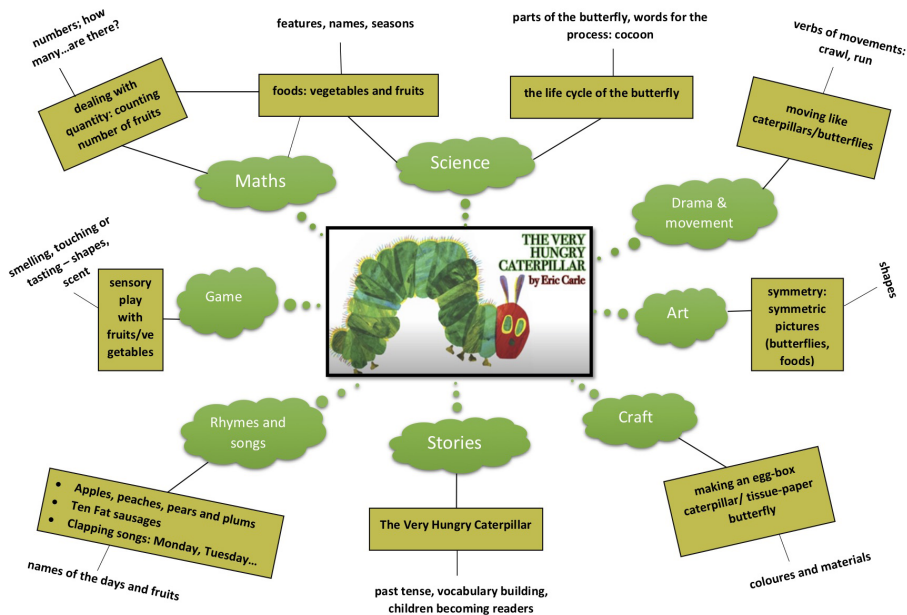 numbers; how
many...are there?
features, names, seasons
parts of the butterfly, words for the
process: cocoon
verbs of movements:
crawl, run
dealing with
quantity: counting
number of fruits
foods: vegetables and fruits
the life cycle of the butterfly
moving like
caterpillars/butterflies
Maths
Science
Drama &
movement
THE VERY
HUNGRY
CATERPILLAR
by Eric Carle
smelling, touching or
tasting – shapes,
scent
sensory
play
with
fruits/ve
getables
Game
Art
symmetry:
symmetric
pictures
(butterflies,
foods)
shapes
Rhymes and
songs
Stories
Craft
• Apples, peaches, pears and plums
• Ten Fat sausages
• Clapping songs: Monday, Tuesday...
names of the days and fruits
The Very Hungry Caterpillar
past tense, vocabulary building,
children becoming readers
making an egg-box
caterpillar/ tissue-paper
butterfly
coloures and materials